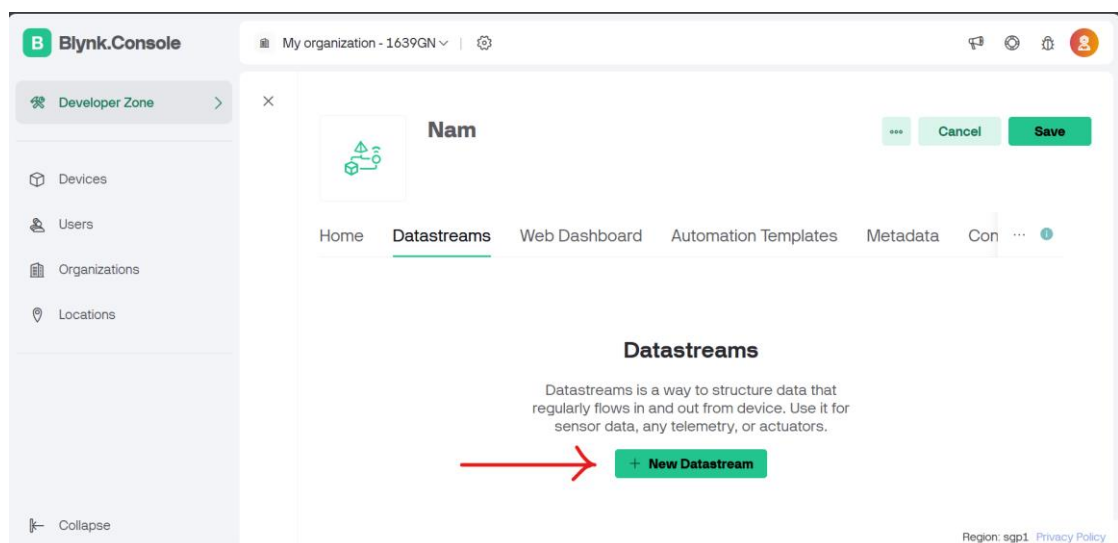 B Blynk.Console
My organization - 1639GN
Developer Zone
Devices
Users
Organizations
Locations
Collapse
Nam
Cancel
Save
Home Datastreams Web Dashboard Automation Templates Metadata Con ...
Datastreams
Datastreams is a way to structure data that
regularly flows in and out from device. Use it for
sensor data, any telemetry, or actuators.
+ New Datastream
Region: sgp1 Privacy Policy